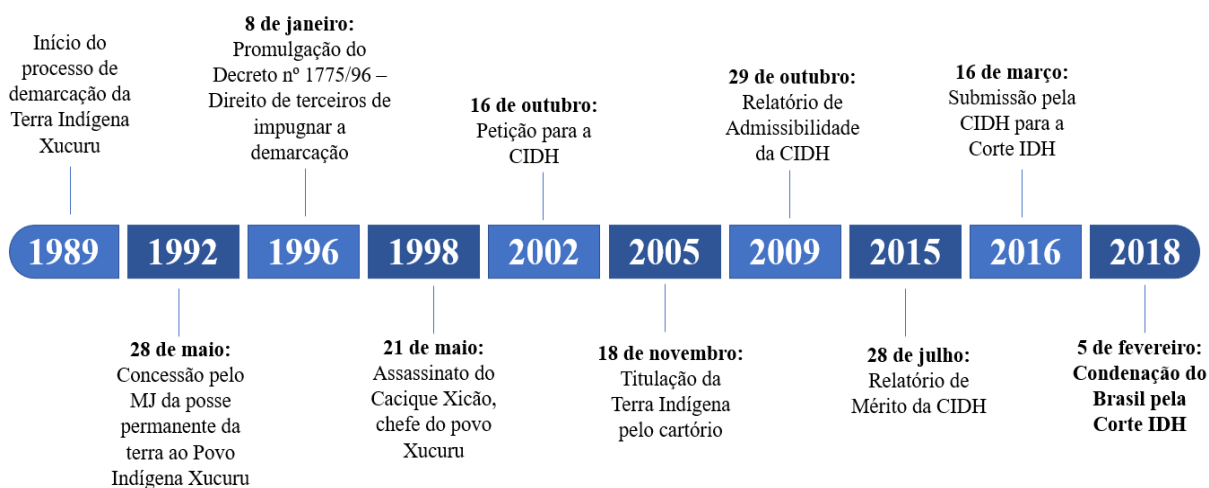 Início do
processo de
demarcação da
Terra Indígena
Xucuru
8 de janeiro:
Promulgação do
Decreto nº 1775/96 –
Direito de terceiros de
impugnar a
demarcação
16 de outubro:
Petição para a
CIDH
29 de outubro:
Relatório de
Admissibilidade
da CIDH
16 de março:
Submissão pela
CIDH para a
Corte IDH
1989
1992
1996
1998
2002
2005
2009
2015
2016
2018
28 de maio:
Concessão pelo
MJ da posse
permanente da
terra ao Povo
Indígena Xucuru
21 de maio:
Assassinato do
Cacique Xicão,
chefe do povo
Xucuru
18 de novembro:
Titulação da
Terra Indígena
pelo cartório
28 de julho:
Relatório de
Mérito da CIDH
5 de fevereiro:
Condenação do
Brasil pela
Corte IDH